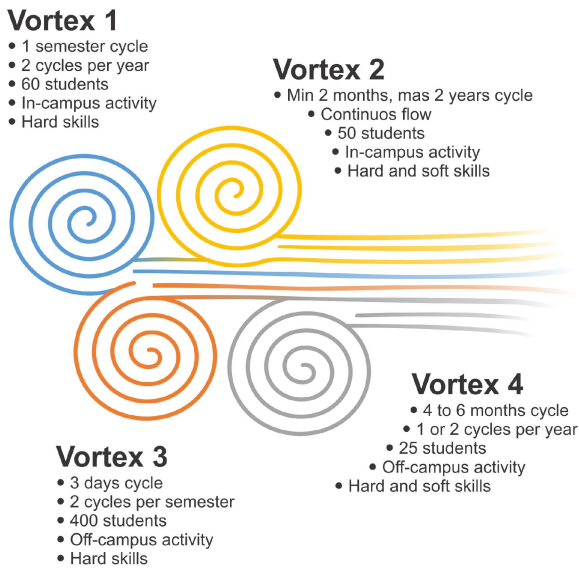 Vortex 1
• 1 semester cycle
• 2 cycles per year
• 60 students
• In-campus activity
• Hard skills
Vortex 2
• Min 2 months, mas 2 years cycle
• Continuos flow
• 50 students
• In-campus activity
• Hard and soft skills
Vortex 3
• 3 days cycle
• 2 cycles per semester
• 400 students
• Off-campus activity
• Hard skills
Vortex 4
• 4 to 6 months cycle
• 1 or 2 cycles per year
• 25 students
• Off-campus activity
• Hard and soft skills